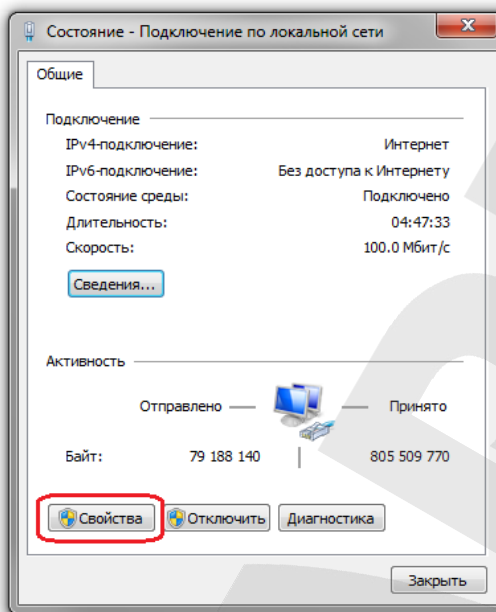 Состояние - Подключение по локальной сети
Общие
Подключение
IPv4-подключение: Интернет
IPv6-подключение: Без доступа к Интернету
Состояние среды: Подключено
Длительность: 04:47:33
Скорость: 100.0 Мбит/с
Сведения...
Активность
Отправлено — Принято
Байт: 79 188 140 | 805 509 770
Свойства Отключить Диагностика
Закрыть